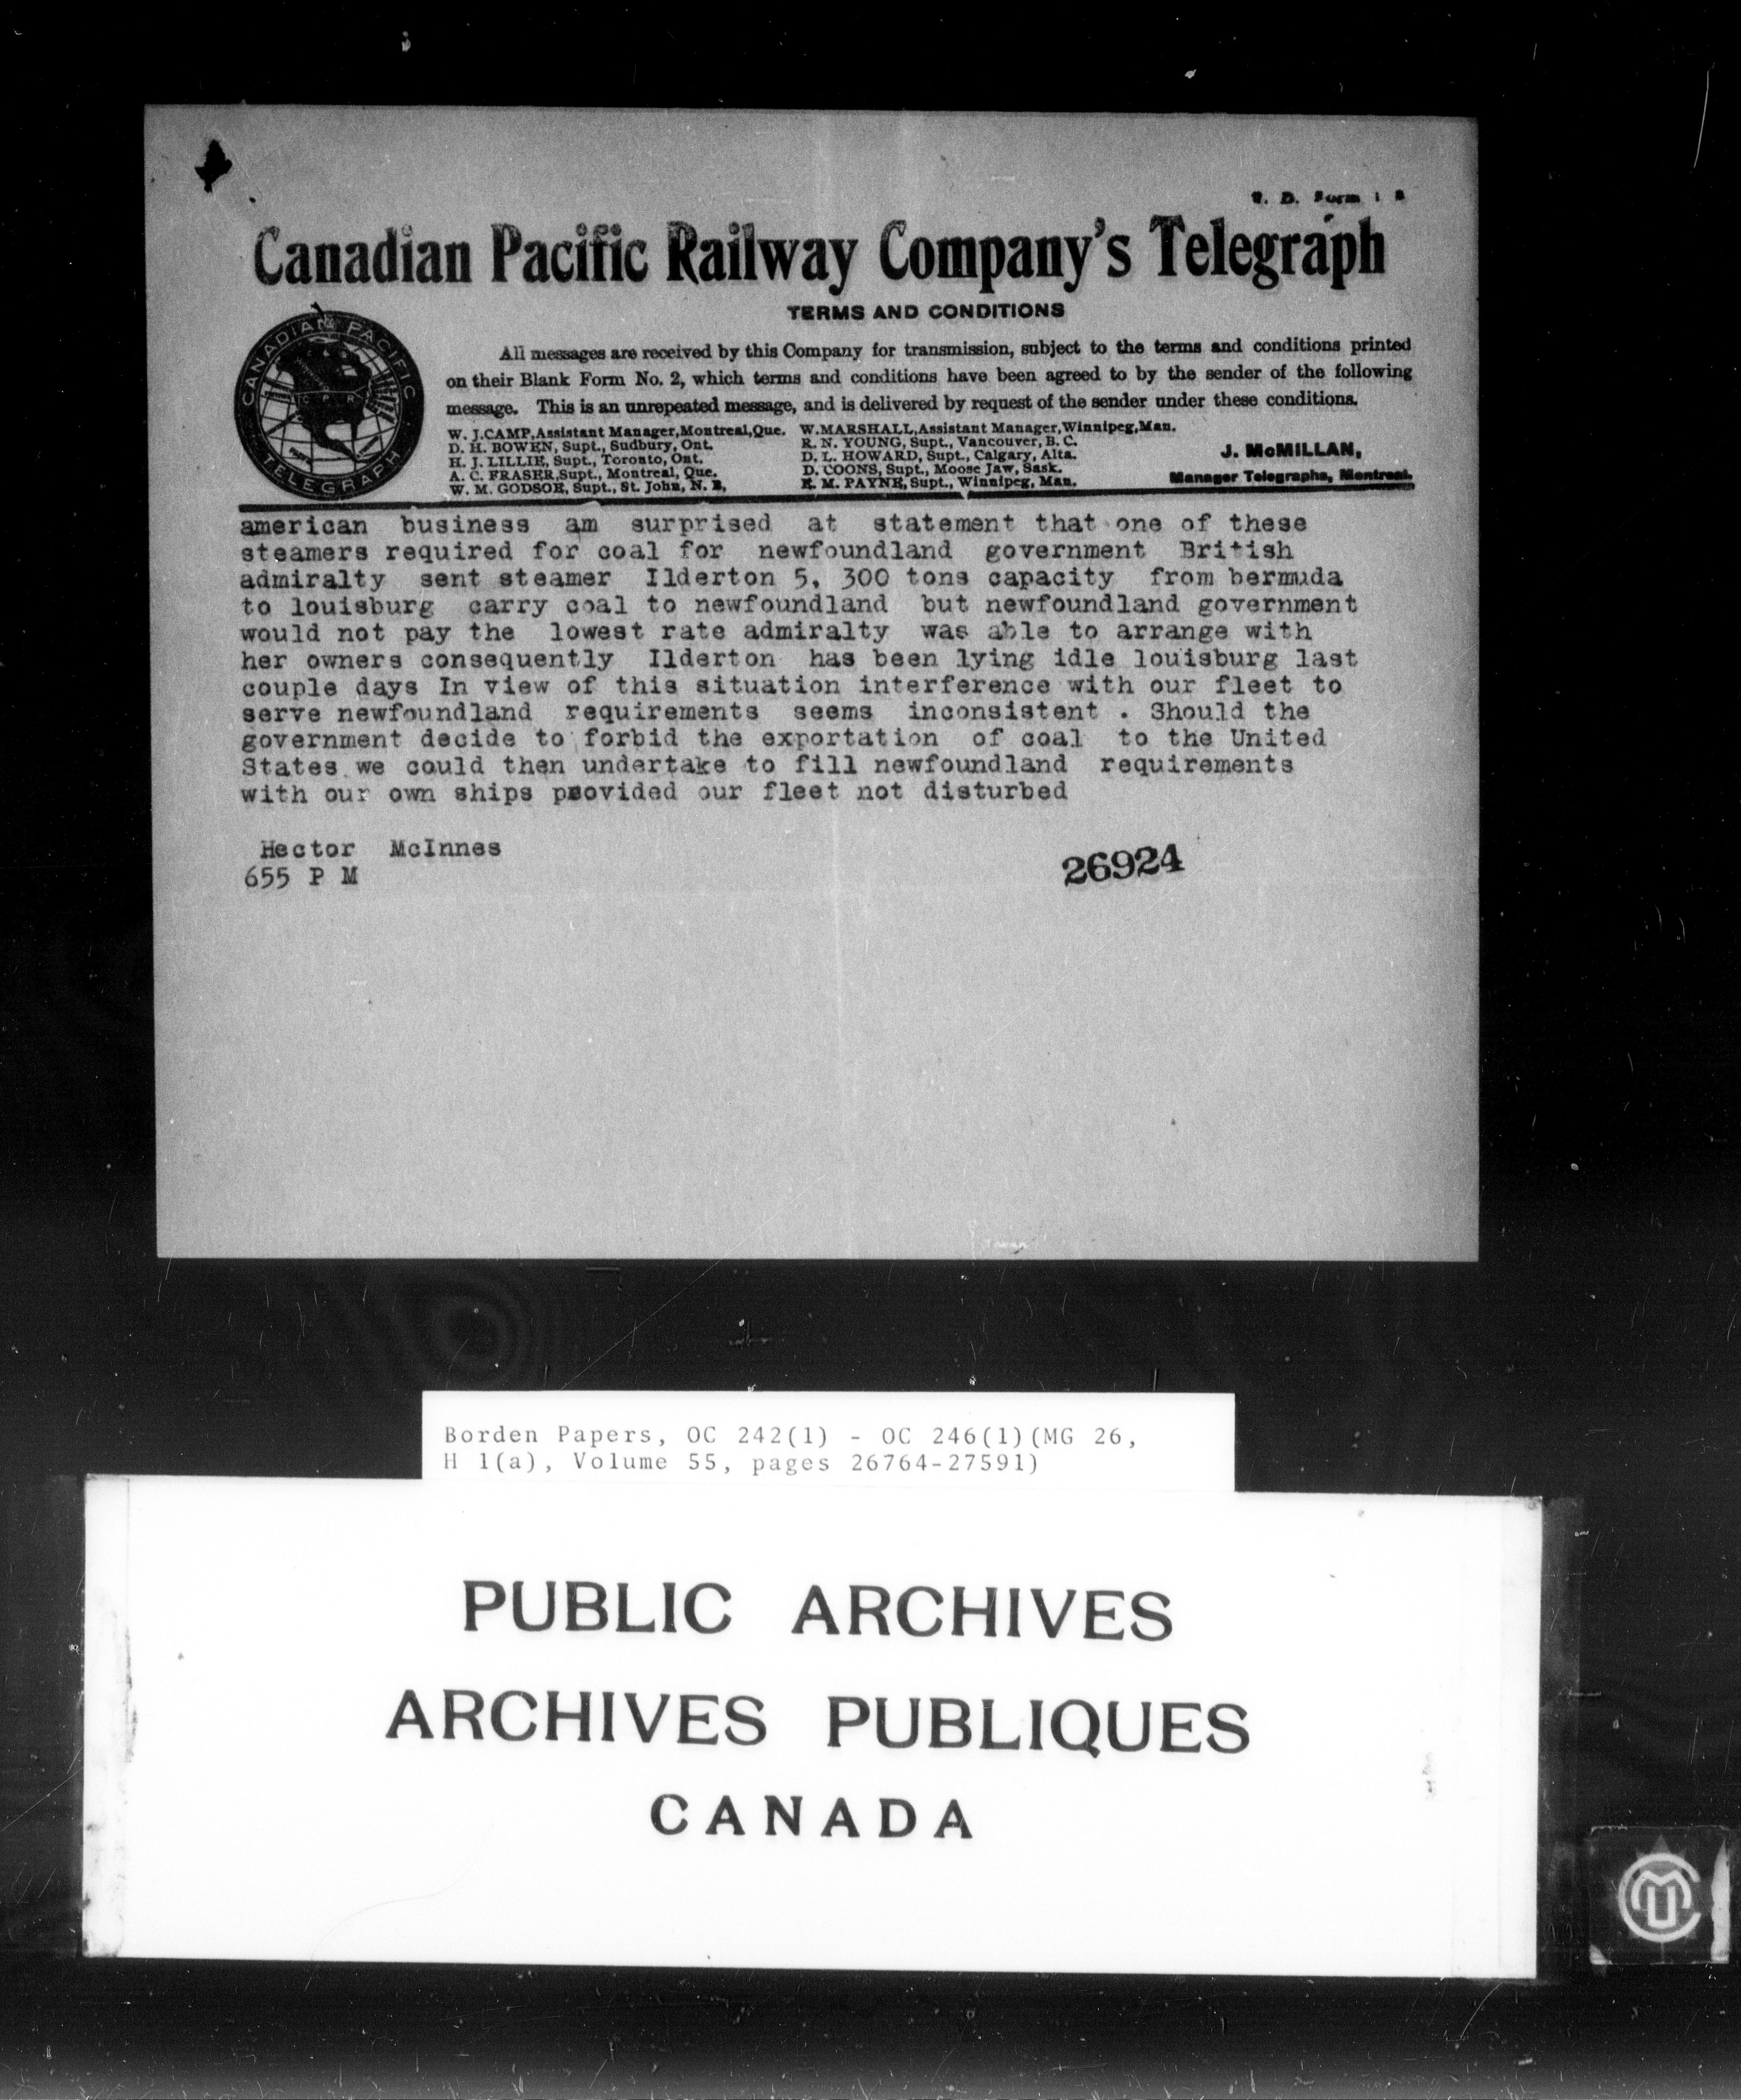 T. D. Form 1 
Canadian Pacific Railway Company's Telegraph
TERMS AND CONDITIONS
CANADIAN PACIFIC
C P R
TELEGRAPH
All messages are received by this Company for transmission, subject to the terms and conditions printed
on their Blank Form No. 2, which terms and conditions have been agreed to by the sender of the following
message. This is an unrepeated message, and is delivered by request of the sender under these conditions.
W. J. CAMP, Assistant Manager, Montreal, Que.
D. H. BOWEN, Supt., Sudbury, Ont.
H. J. LILLIE, Supt., Toronto, Ont.
A. C. FRASER, Supt., Montreal, Que.
W. M. GODSOE, Supt., St. John, N. B,
W. MARSHALL, Assistant Manager, Winnipeg, Man.
R. N. YOUNG, Supt., Vancouver, B. C.
D. L. HOWARD, Supt., Calgary, Alta.
D. COONS, Supt., Moose Jaw, Sask.
E. M. PAYNE, Supt., Winnipeg, Man.
J. McMILLAN,
Manager Telegraphs, Montreal.
american business am surprised at statement that one of these
steamers required for coal for newfoundland government British
admiralty sent steamer Ilderton 5, 300 tons capacity from bermuda
to louisburg carry coal to newfoundland but newfoundland government
would not pay the lowest rate admiralty was able to arrange with
her owners consequently Ilderton has been lying idle louisburg last
couple days In view of this situation interference with our fleet to
serve newfoundland requirements seems inconsistent . Should the
government decide to forbid the exportation of coal to the United
States we could then undertake to fill newfoundland requirements
with our own ships psovided our fleet not disturbed
Hector McInnes
655 P M
26924
Borden Papers, OC 242(1) - OC 246(1)(MG 26,
H 1(a), Volume 55, pages 26764-27591)
PUBLIC ARCHIVES
ARCHIVES PUBLIQUES
CANADA